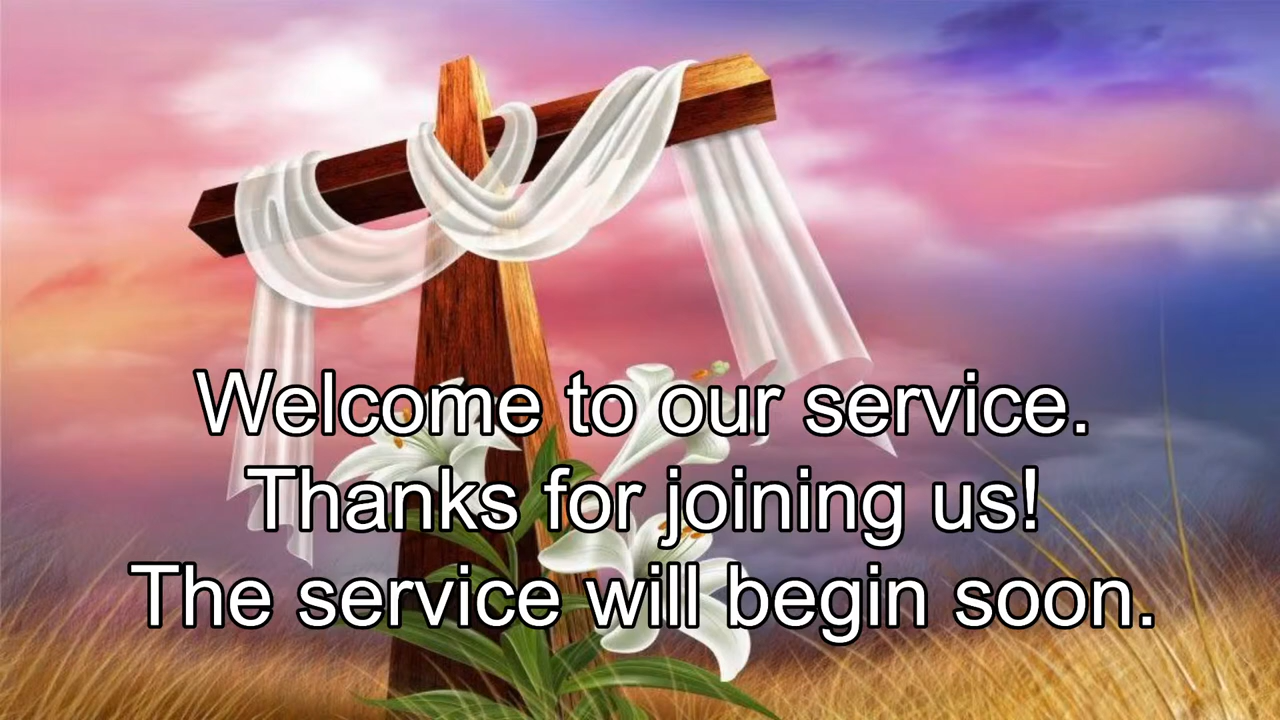 Welcome to our service.
Thanks for joining us!
The service will begin soon.